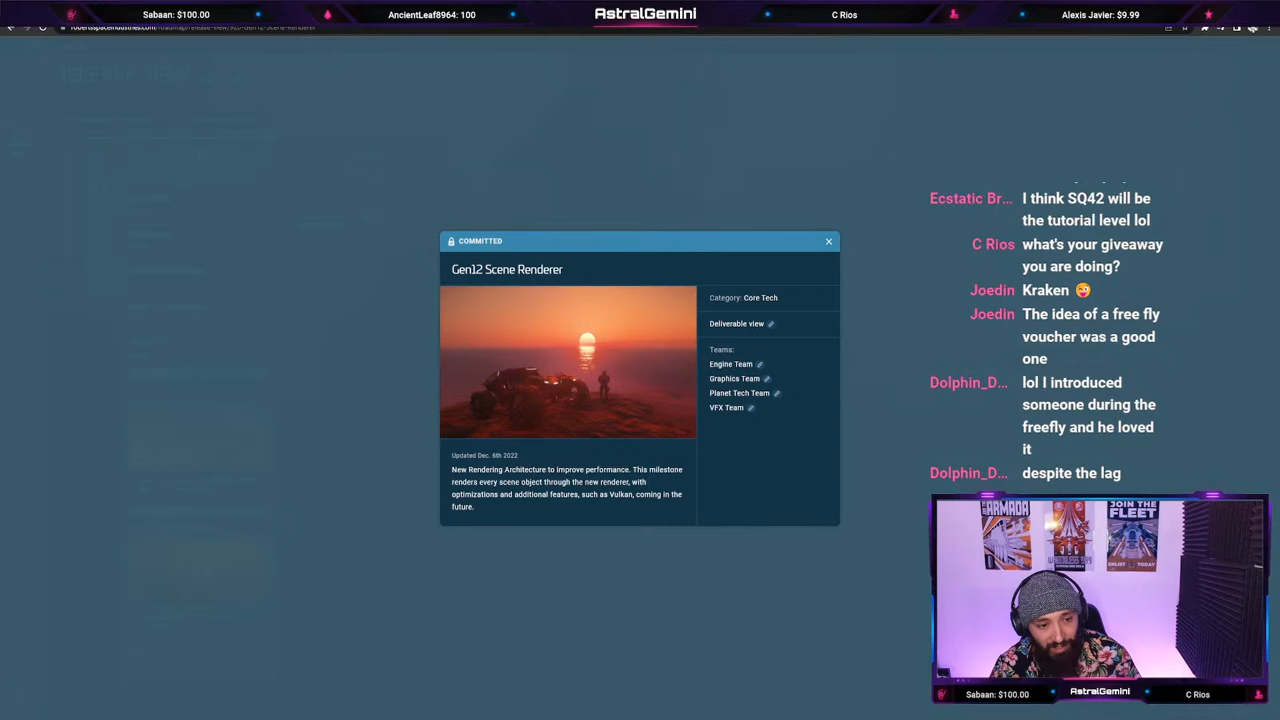 Sabaan: $100.00
AncientLeaf8964: 100
AstralGemini
C Rios
Alexis Javier: $9.99
COMMITTED
Gen12 Scene Renderer
Category: Core Tech
Deliverable view
Teams:
Engine Team
Graphics Team
Planet Tech Team
VFX Team
Updated Dec. 6th 2022
New Rendering Architecture to improve performance. This milestone
renders every scene object through the new renderer, with
optimizations and additional features, such as Vulkan, coming in the
future.
Ecstatic Br... I think SQ42 will be
the tutorial level lol
C Rios what's your giveaway
you are doing?
Joedin Kraken 😜
Joedin The idea of a free fly
voucher was a good
one
Dolphin_D... lol I introduced
someone during the
freefly and he loved
it
Dolphin_D... despite the lag
ARMADA
JOIN THE
FLEET
ENLIST TODAY
Sabaan: $100.00
AstralGemini
C Rios